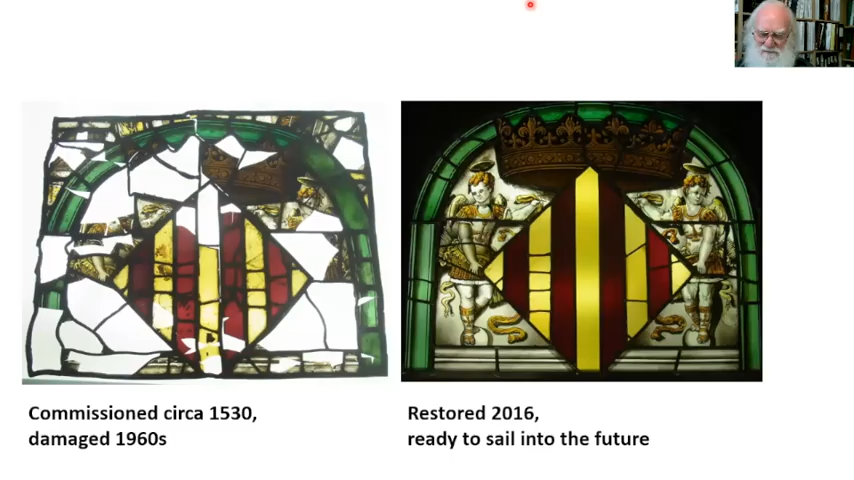 Commissioned circa 1530,
damaged 1960s
Restored 2016,
ready to sail into the future